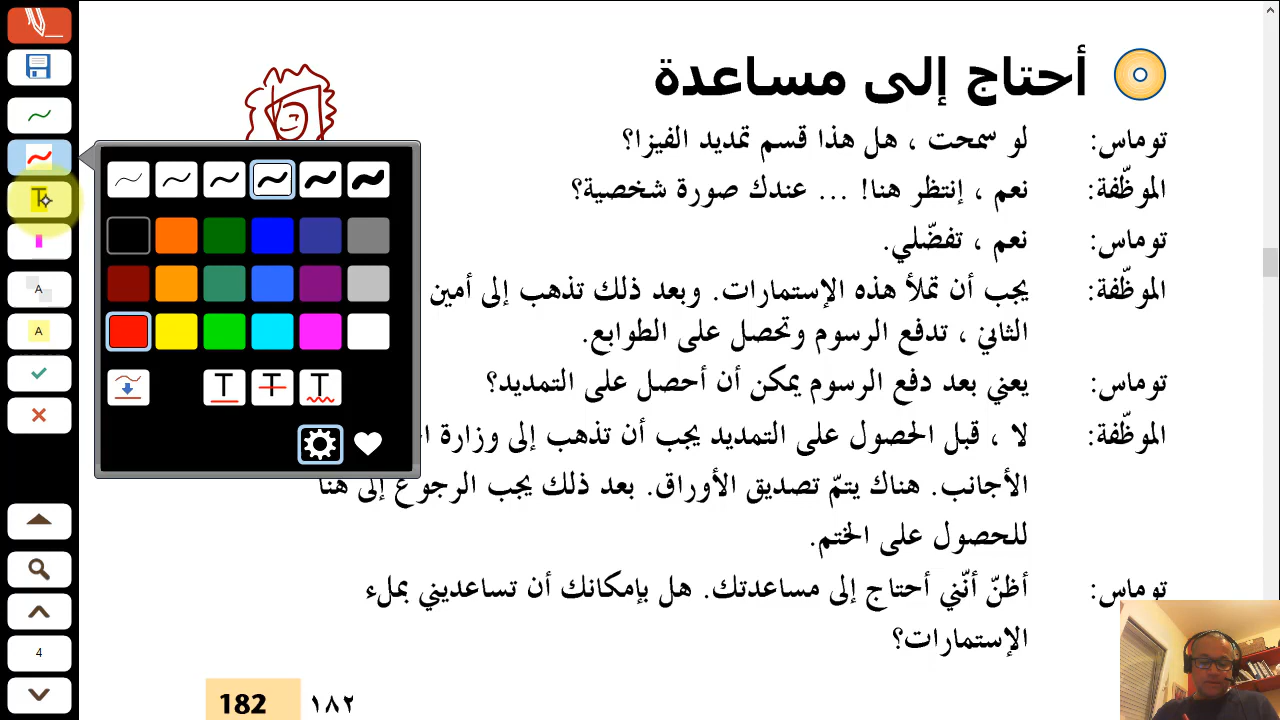 أحتاج إلى مساعدة
توماس: لو سمحت ، هل هذا قسم تمديد الفيزا؟
الموظّفة: نعم ، إنتظر هنا! ... عندك صورة شخصية؟
توماس: نعم ، تفضّلي.
الموظّفة: يجب أن تملأ هذه الإستمارات. وبعد ذلك تذهب إلى أمين
الثاني ، تدفع الرسوم وتحصل على الطوابع.
توماس: يعني بعد دفع الرسوم يمكن أن أحصل على التمديد؟
الموظّفة: لا ، قبل الحصول على التمديد يجب أن تذهب إلى وزارة
الأجانب. هناك يتمّ تصديق الأوراق. بعد ذلك يجب الرجوع إلى هنا
للحصول على الختم.
توماس: أظنّ أنّني أحتاج إلى مساعدتك. هل بإمكانك أن تساعديني بملء
الإستمارات؟
182 ١٨٢
T
A
A
T T T
4